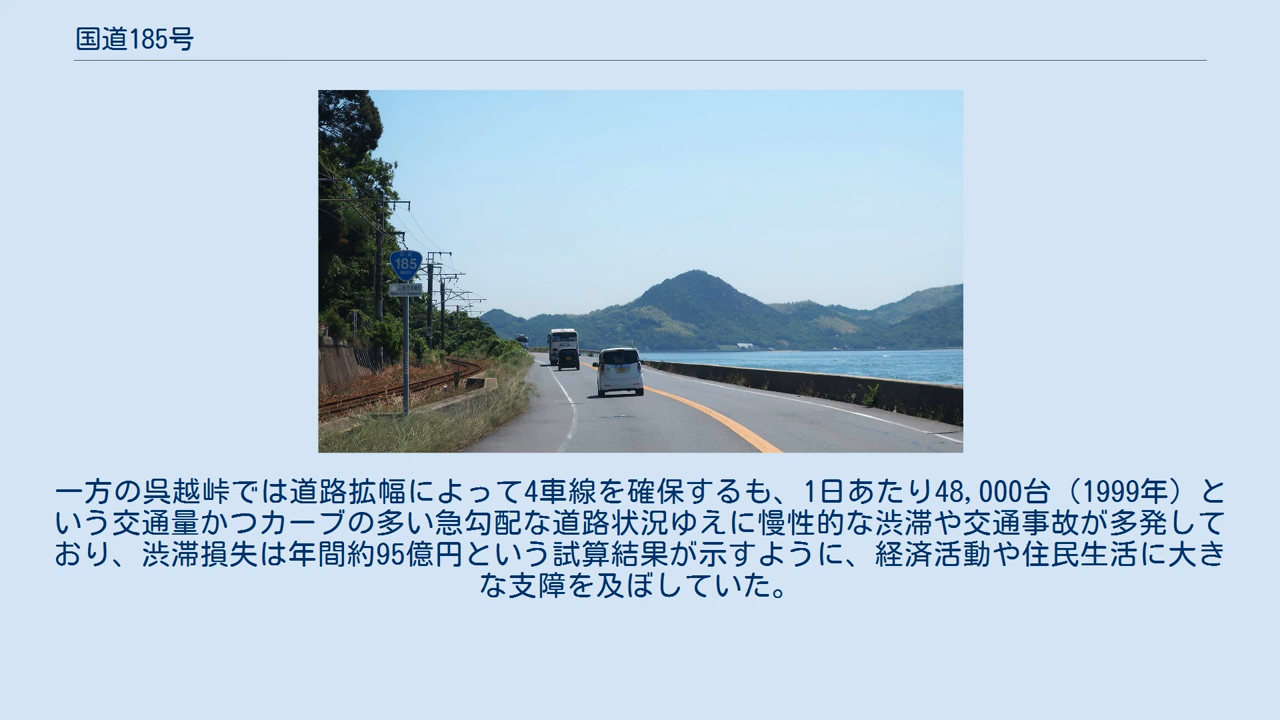 国道185号
185
一方の呉越峠では道路拡幅によって4車線を確保するも、1日あたり48,000台（1999年）と
いう交通量かつカーブの多い急勾配な道路状況ゆえに慢性的な渋滞や交通事故が多発して
おり、渋滞損失は年間約95億円という試算結果が示すように、経済活動や住民生活に大き
な支障を及ぼしていた。